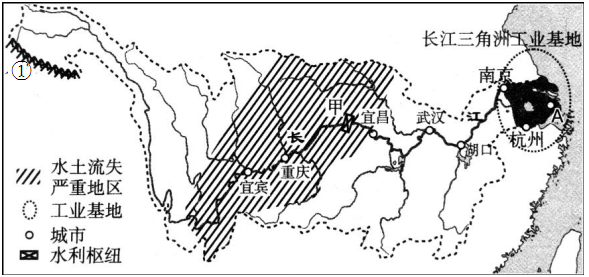 长江三角洲工业基地
①
南京
A
杭州
甲
宜昌
武汉
江
湖口
长
重庆
宜宾
水土流失
严重地区
工业基地
城市
水利枢纽